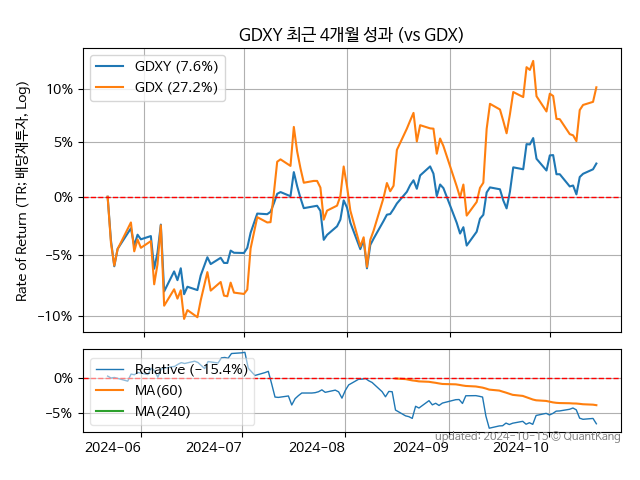 GDXY 최근 4개월 성과 (vs GDX)
Rate of Return (TR: 배당재투자, Log)
GDXY (7.6%)
GDX (27.2%)
10%
5%
0%
−5%
−10%
Relative (−15.4%)
MA(60)
MA(240)
0%
−5%
updated: 2024-10-15 © QuantKang
2024-06
2024-07
2024-08
2024-09
2024-10